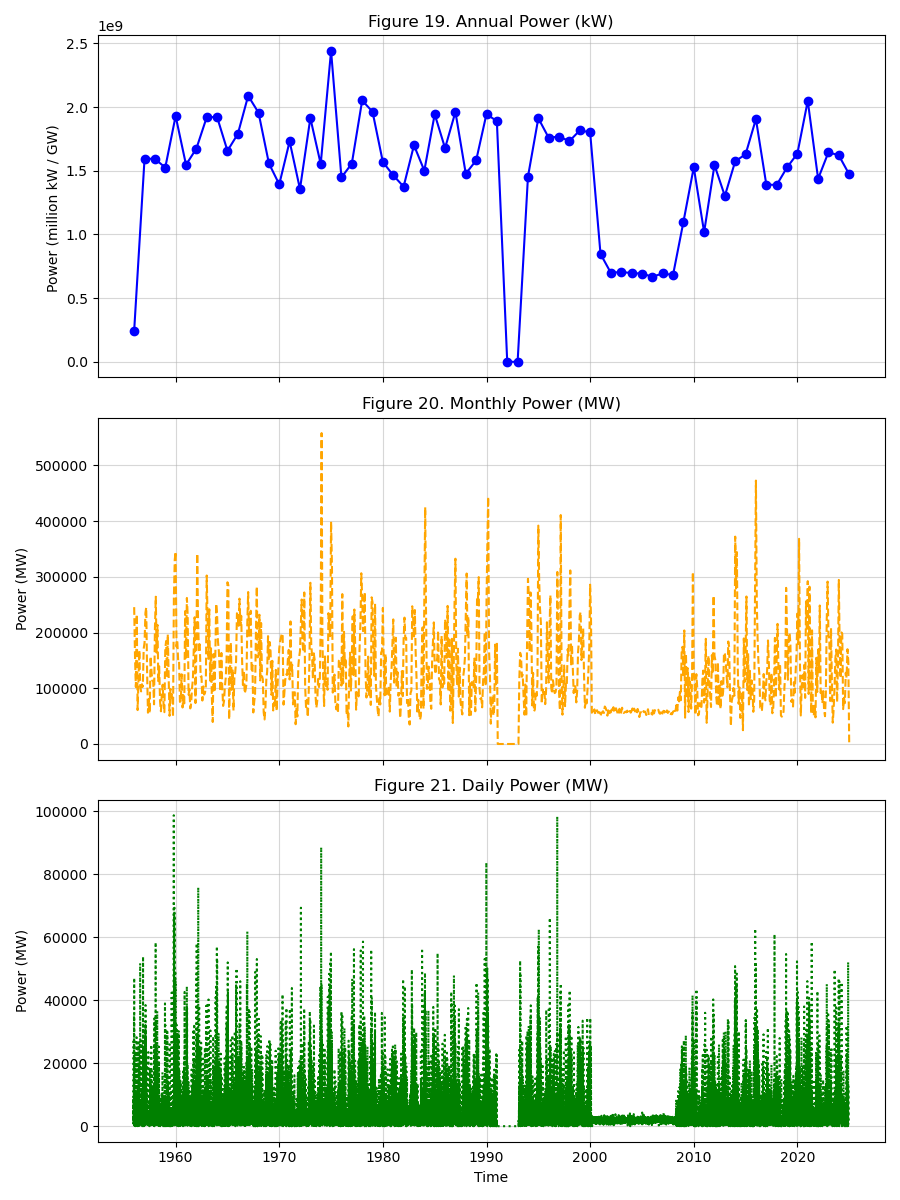 Figure 19. Annual Power (kW)
1e9
2.5
2.0
1.5
1.0
0.5
0.0
Power (million kW / GW)
Figure 20. Monthly Power (MW)
500000
400000
300000
200000
100000
0
Power (MW)
Figure 21. Daily Power (MW)
100000
80000
60000
40000
20000
0
Power (MW)
1960 1970 1980 1990 2000 2010 2020
Time